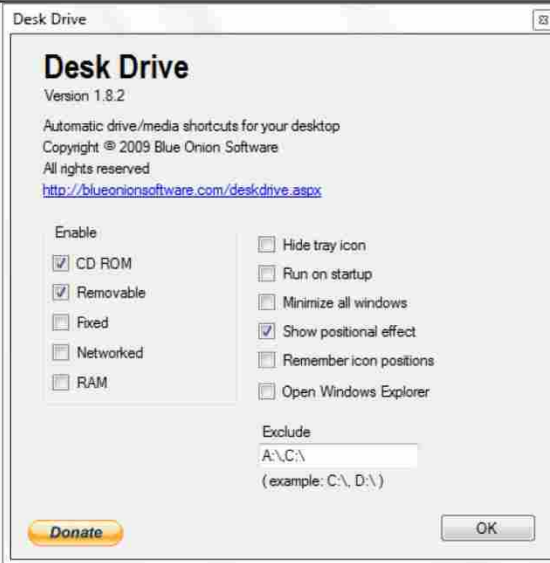 Desk Drive
Desk Drive
Version 1.8.2
Automatic drive/media shortcuts for your desktop
Copyright © 2009 Blue Onion Software
All rights reserved
http://blueonionsoftware.com/deskdrive.aspx
Enable
CD ROM
Removable
Fixed
Networked
RAM
Hide tray icon
Run on startup
Minimize all windows
Show positional effect
Remember icon positions
Open Windows Explorer
Exclude
A:\,C:\
(example: C:\, D:\)
Donate
OK